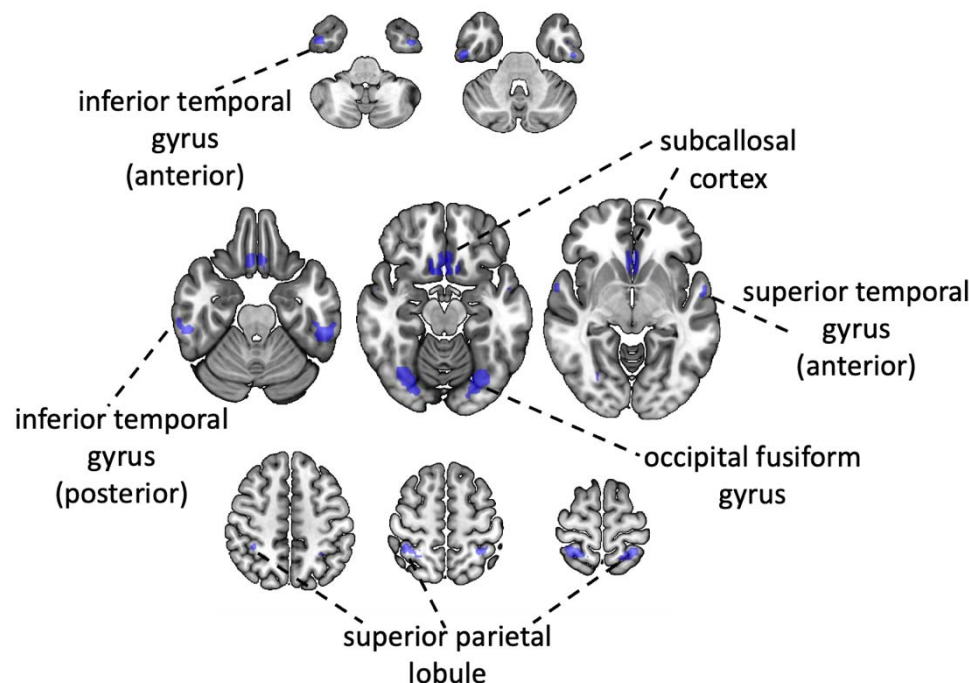 inferior temporal
gyrus
(anterior)
subcallosal
cortex
superior temporal
gyrus
(anterior)
inferior temporal
gyrus
(posterior)
occipital fusiform
gyrus
superior parietal
lobule